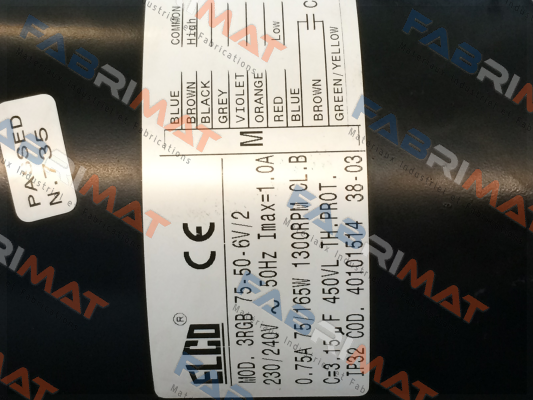 PASSED
N. 735
ELCO ®
CE
MOD. 3RGB 75-50-6V/2
230/240V ~ 50Hz Imax=1.0A
0.75A 75/165W 1300RPM CL.B
C=3.15µF 450VL TH.PROT.
IP32 COD. 40101514 38-03
M
BLUE COMMON
BROWN High
BLACK
GREY
VIOLET
ORANGE
RED Low
BLUE
BROWN C
GREEN/YELLOW
FABRIMAT